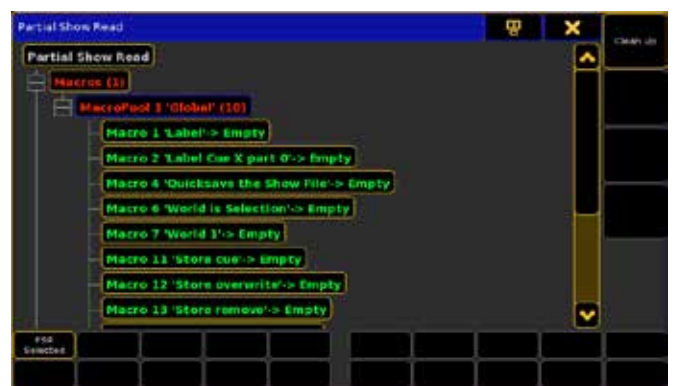 Partial Show Read
Clean Up
Partial Show Read
Macros (1)
MacroPool 1 'Global' (10)
Macro 1 'Label'-> Empty
Macro 2 'Label Cue X part 0'-> Empty
Macro 4 'Quicksave the Show File'-> Empty
Macro 6 'World is Selection'-> Empty
Macro 7 'World 1'-> Empty
Macro 11 'Store cue'-> Empty
Macro 12 'Store overwrite'-> Empty
Macro 13 'Store remove'-> Empty
PSR
Selected